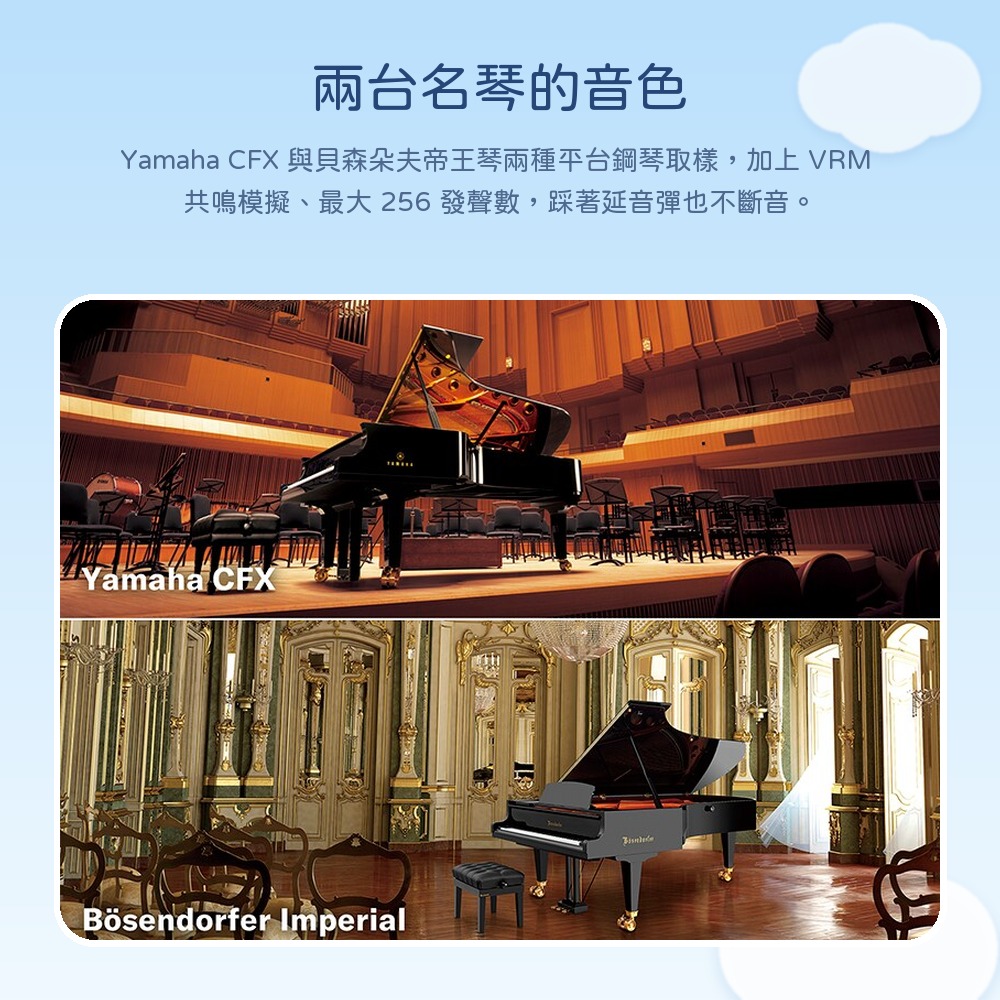 兩台名琴的音色
Yamaha CFX 與貝森朵夫帝王琴兩種平台鋼琴取樣，加上 VRM
共鳴模擬、最大 256 發聲數，踩著延音彈也不斷音。
YAMAHA
Yamaha CFX
Bösendorfer
Bösendorfer Imperial